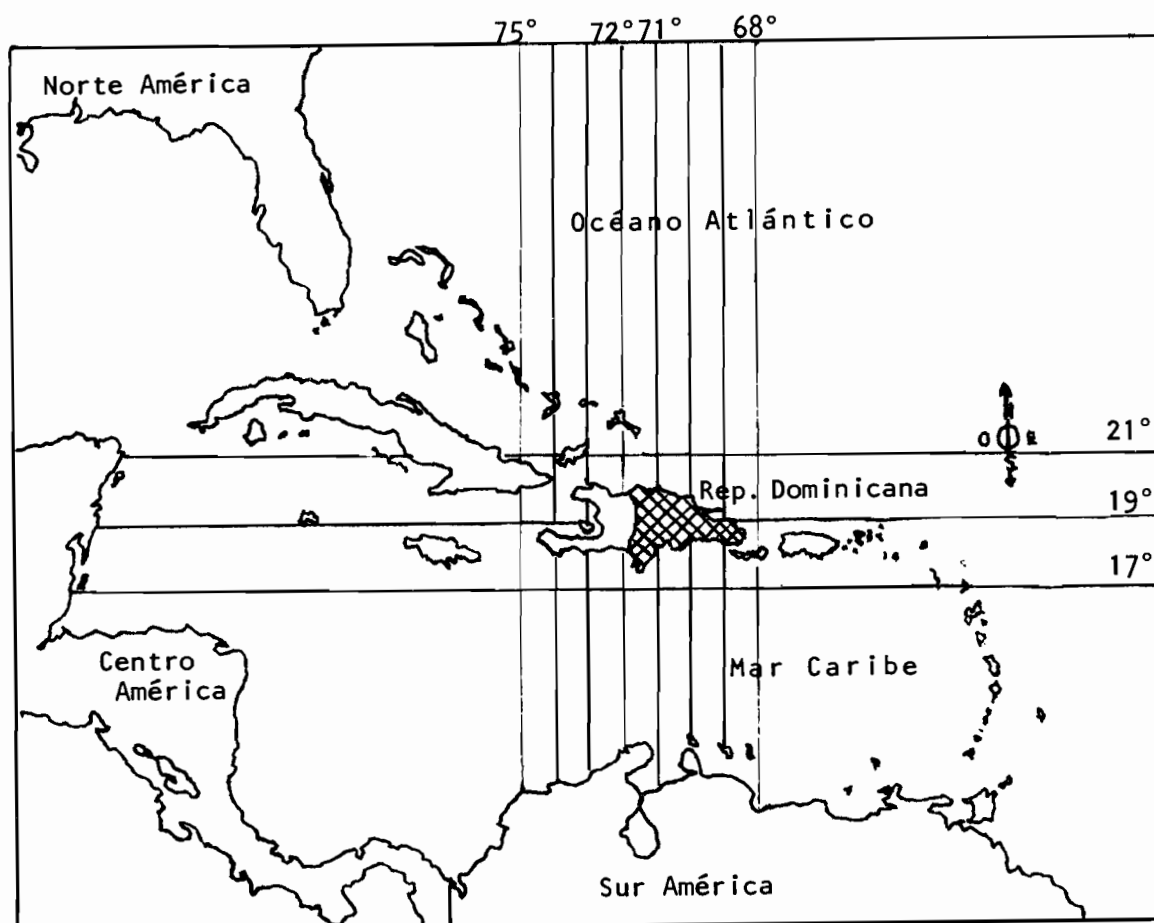 75° 72° 71° 68°
Norte América
Océano Atlántico
O E
21°
Rep. Dominicana
19°
17°
Centro
América
Mar Caribe
Sur América